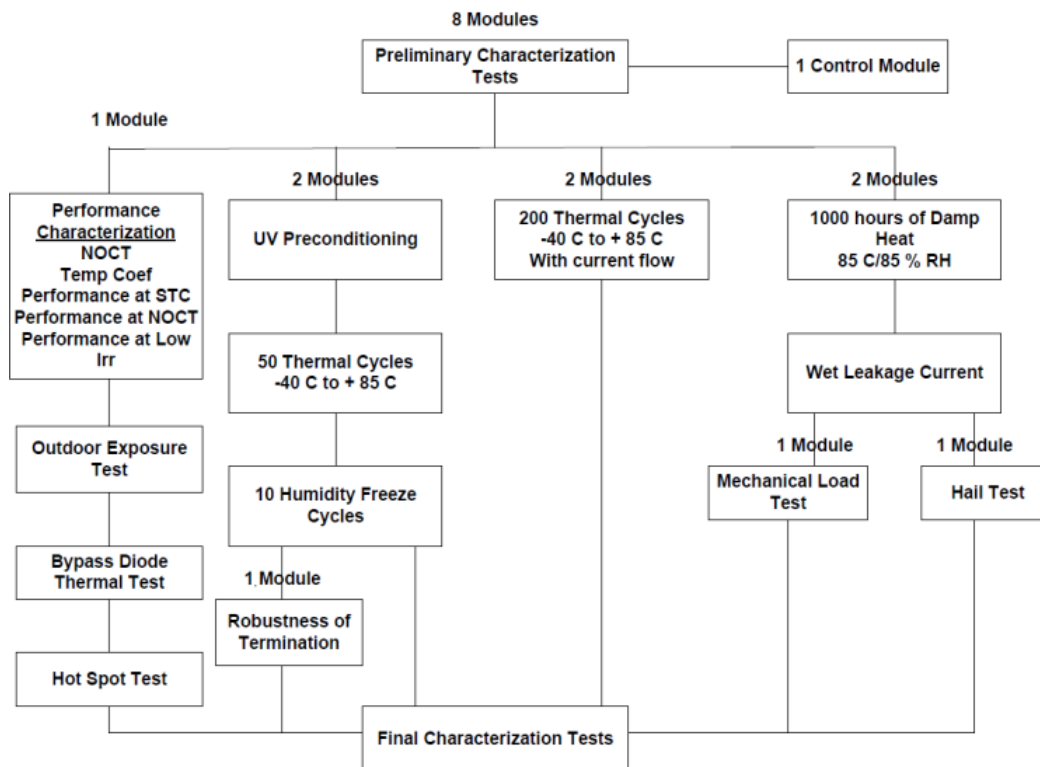 8 Modules
Preliminary Characterization
Tests
1 Control Module
1 Module
2 Modules
2 Modules
2 Modules
Performance
Characterization
NOCT
Temp Coef
Performance at STC
Performance at NOCT
Performance at Low
Irr
UV Preconditioning
200 Thermal Cycles
-40 C to + 85 C
With current flow
1000 hours of Damp
Heat
85 C/85 % RH
50 Thermal Cycles
-40 C to + 85 C
Wet Leakage Current
Outdoor Exposure
Test
10 Humidity Freeze
Cycles
1 Module
1 Module
Mechanical Load
Test
Hail Test
Bypass Diode
Thermal Test
1 Module
Robustness of
Termination
Hot Spot Test
Final Characterization Tests